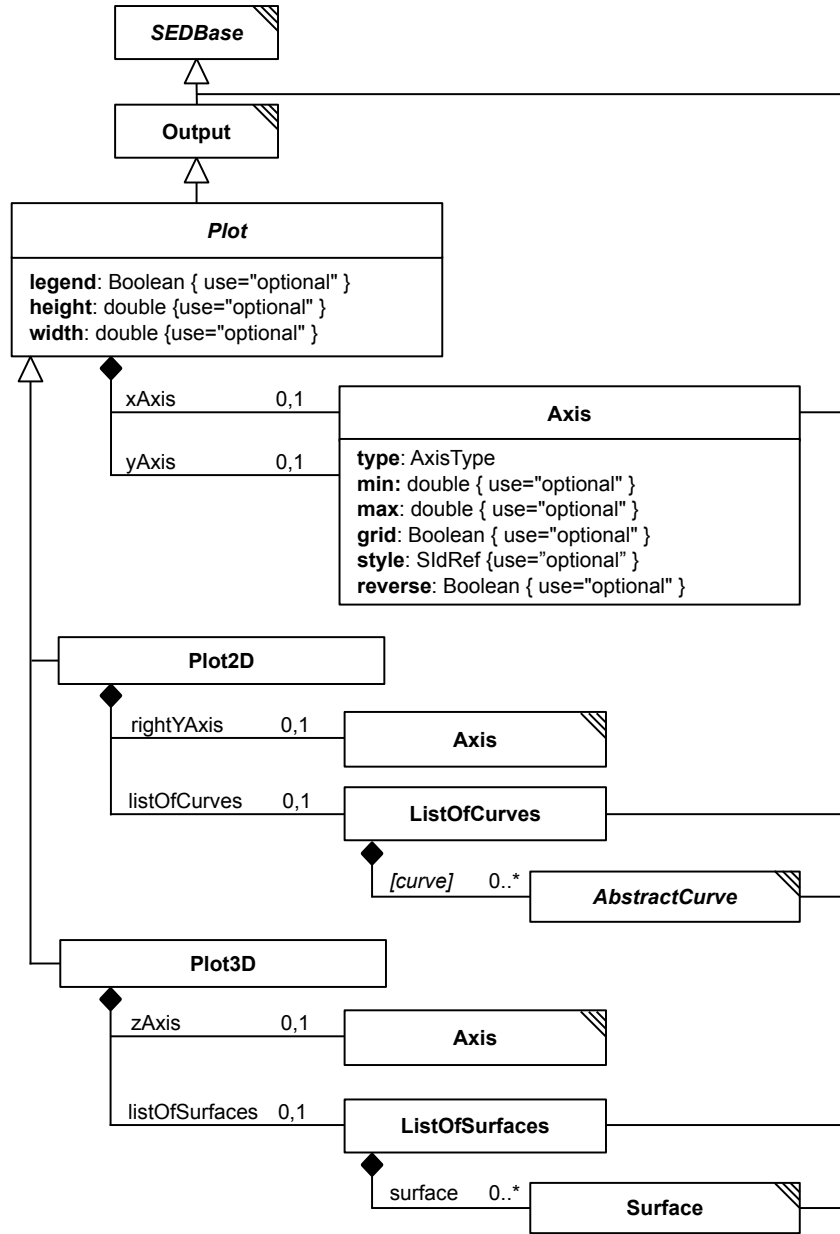 SEDBase
Output
Plot
legend: Boolean { use="optional" }
height: double {use="optional" }
width: double {use="optional" }
xAxis 0,1
yAxis 0,1
Axis
type: AxisType
min: double { use="optional" }
max: double { use="optional" }
grid: Boolean { use="optional" }
style: SIdRef {use=”optional” }
reverse: Boolean { use="optional" }
Plot2D
rightYAxis 0,1
Axis
listOfCurves 0,1
ListOfCurves
[curve] 0..*
AbstractCurve
Plot3D
zAxis 0,1
Axis
listOfSurfaces 0,1
ListOfSurfaces
surface 0..*
Surface